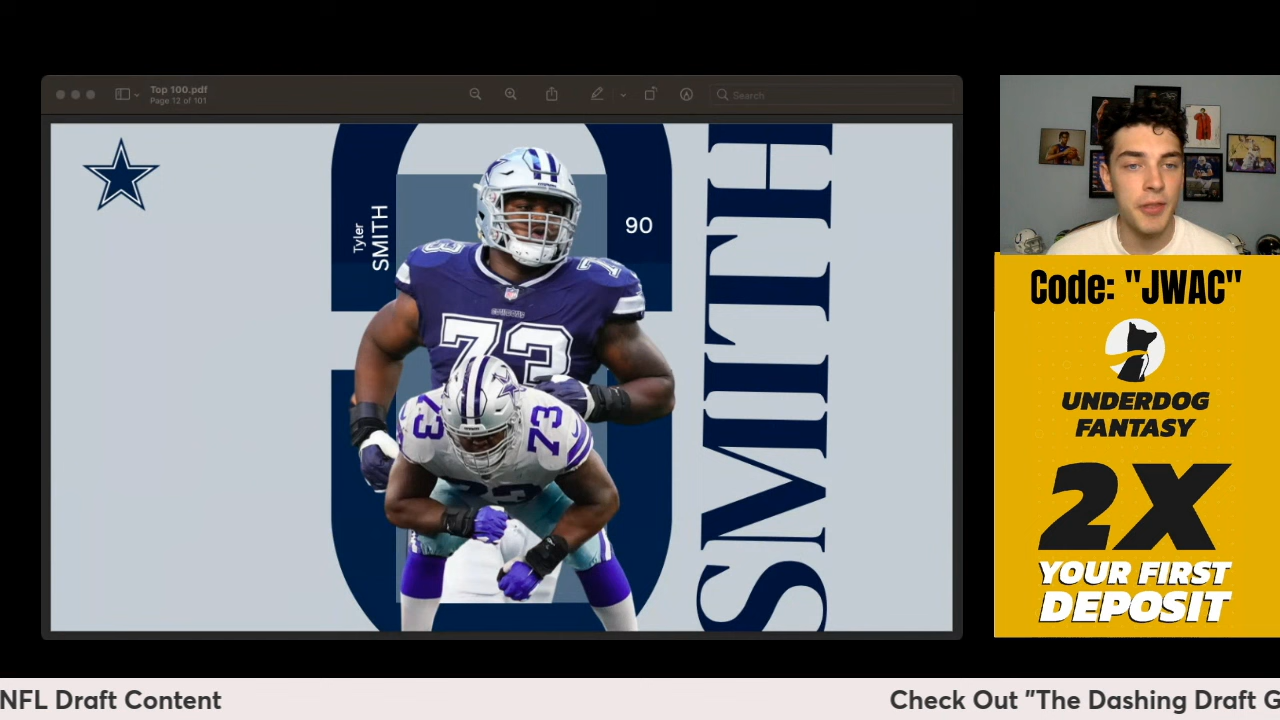 Top 100.pdf
Page 12 of 101
Search
Tyler
SMITH
90
73
73
73
SMITH
Code: "JWAC"
UNDERDOG
FANTASY
2X
YOUR FIRST
DEPOSIT
NFL Draft Content
Check Out "The Dashing Draft G